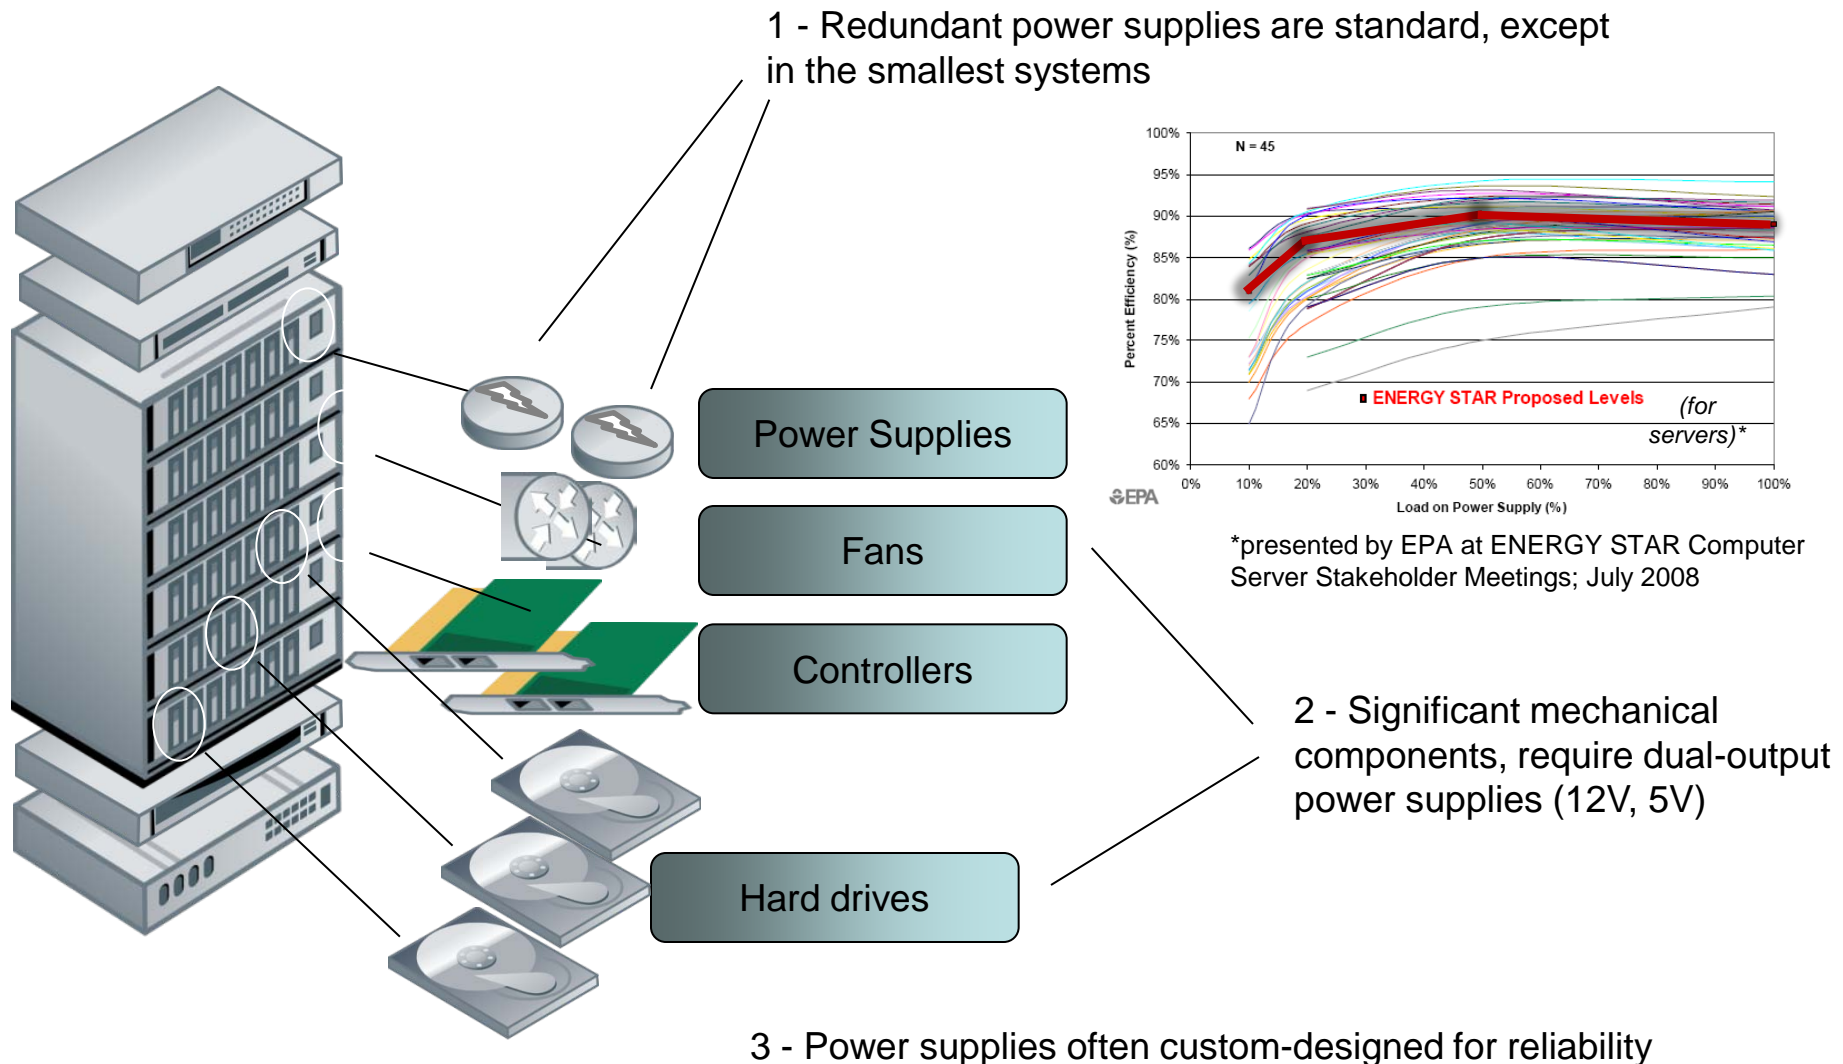 1 - Redundant power supplies are standard, except
in the smallest systems
100%
95%
90%
85%
80%
75%
70%
65%
60%
Percent Efficiency (%)
N = 45
ENERGY STAR Proposed Levels
(for
servers)*
0%
10%
20%
30%
40%
50%
60%
70%
80%
90%
100%
Load on Power Supply (%)
EPA
*presented by EPA at ENERGY STAR Computer
Server Stakeholder Meetings; July 2008
Power Supplies
Fans
Controllers
Hard drives
2 - Significant mechanical
components, require dual-output
power supplies (12V, 5V)
3 - Power supplies often custom-designed for reliability